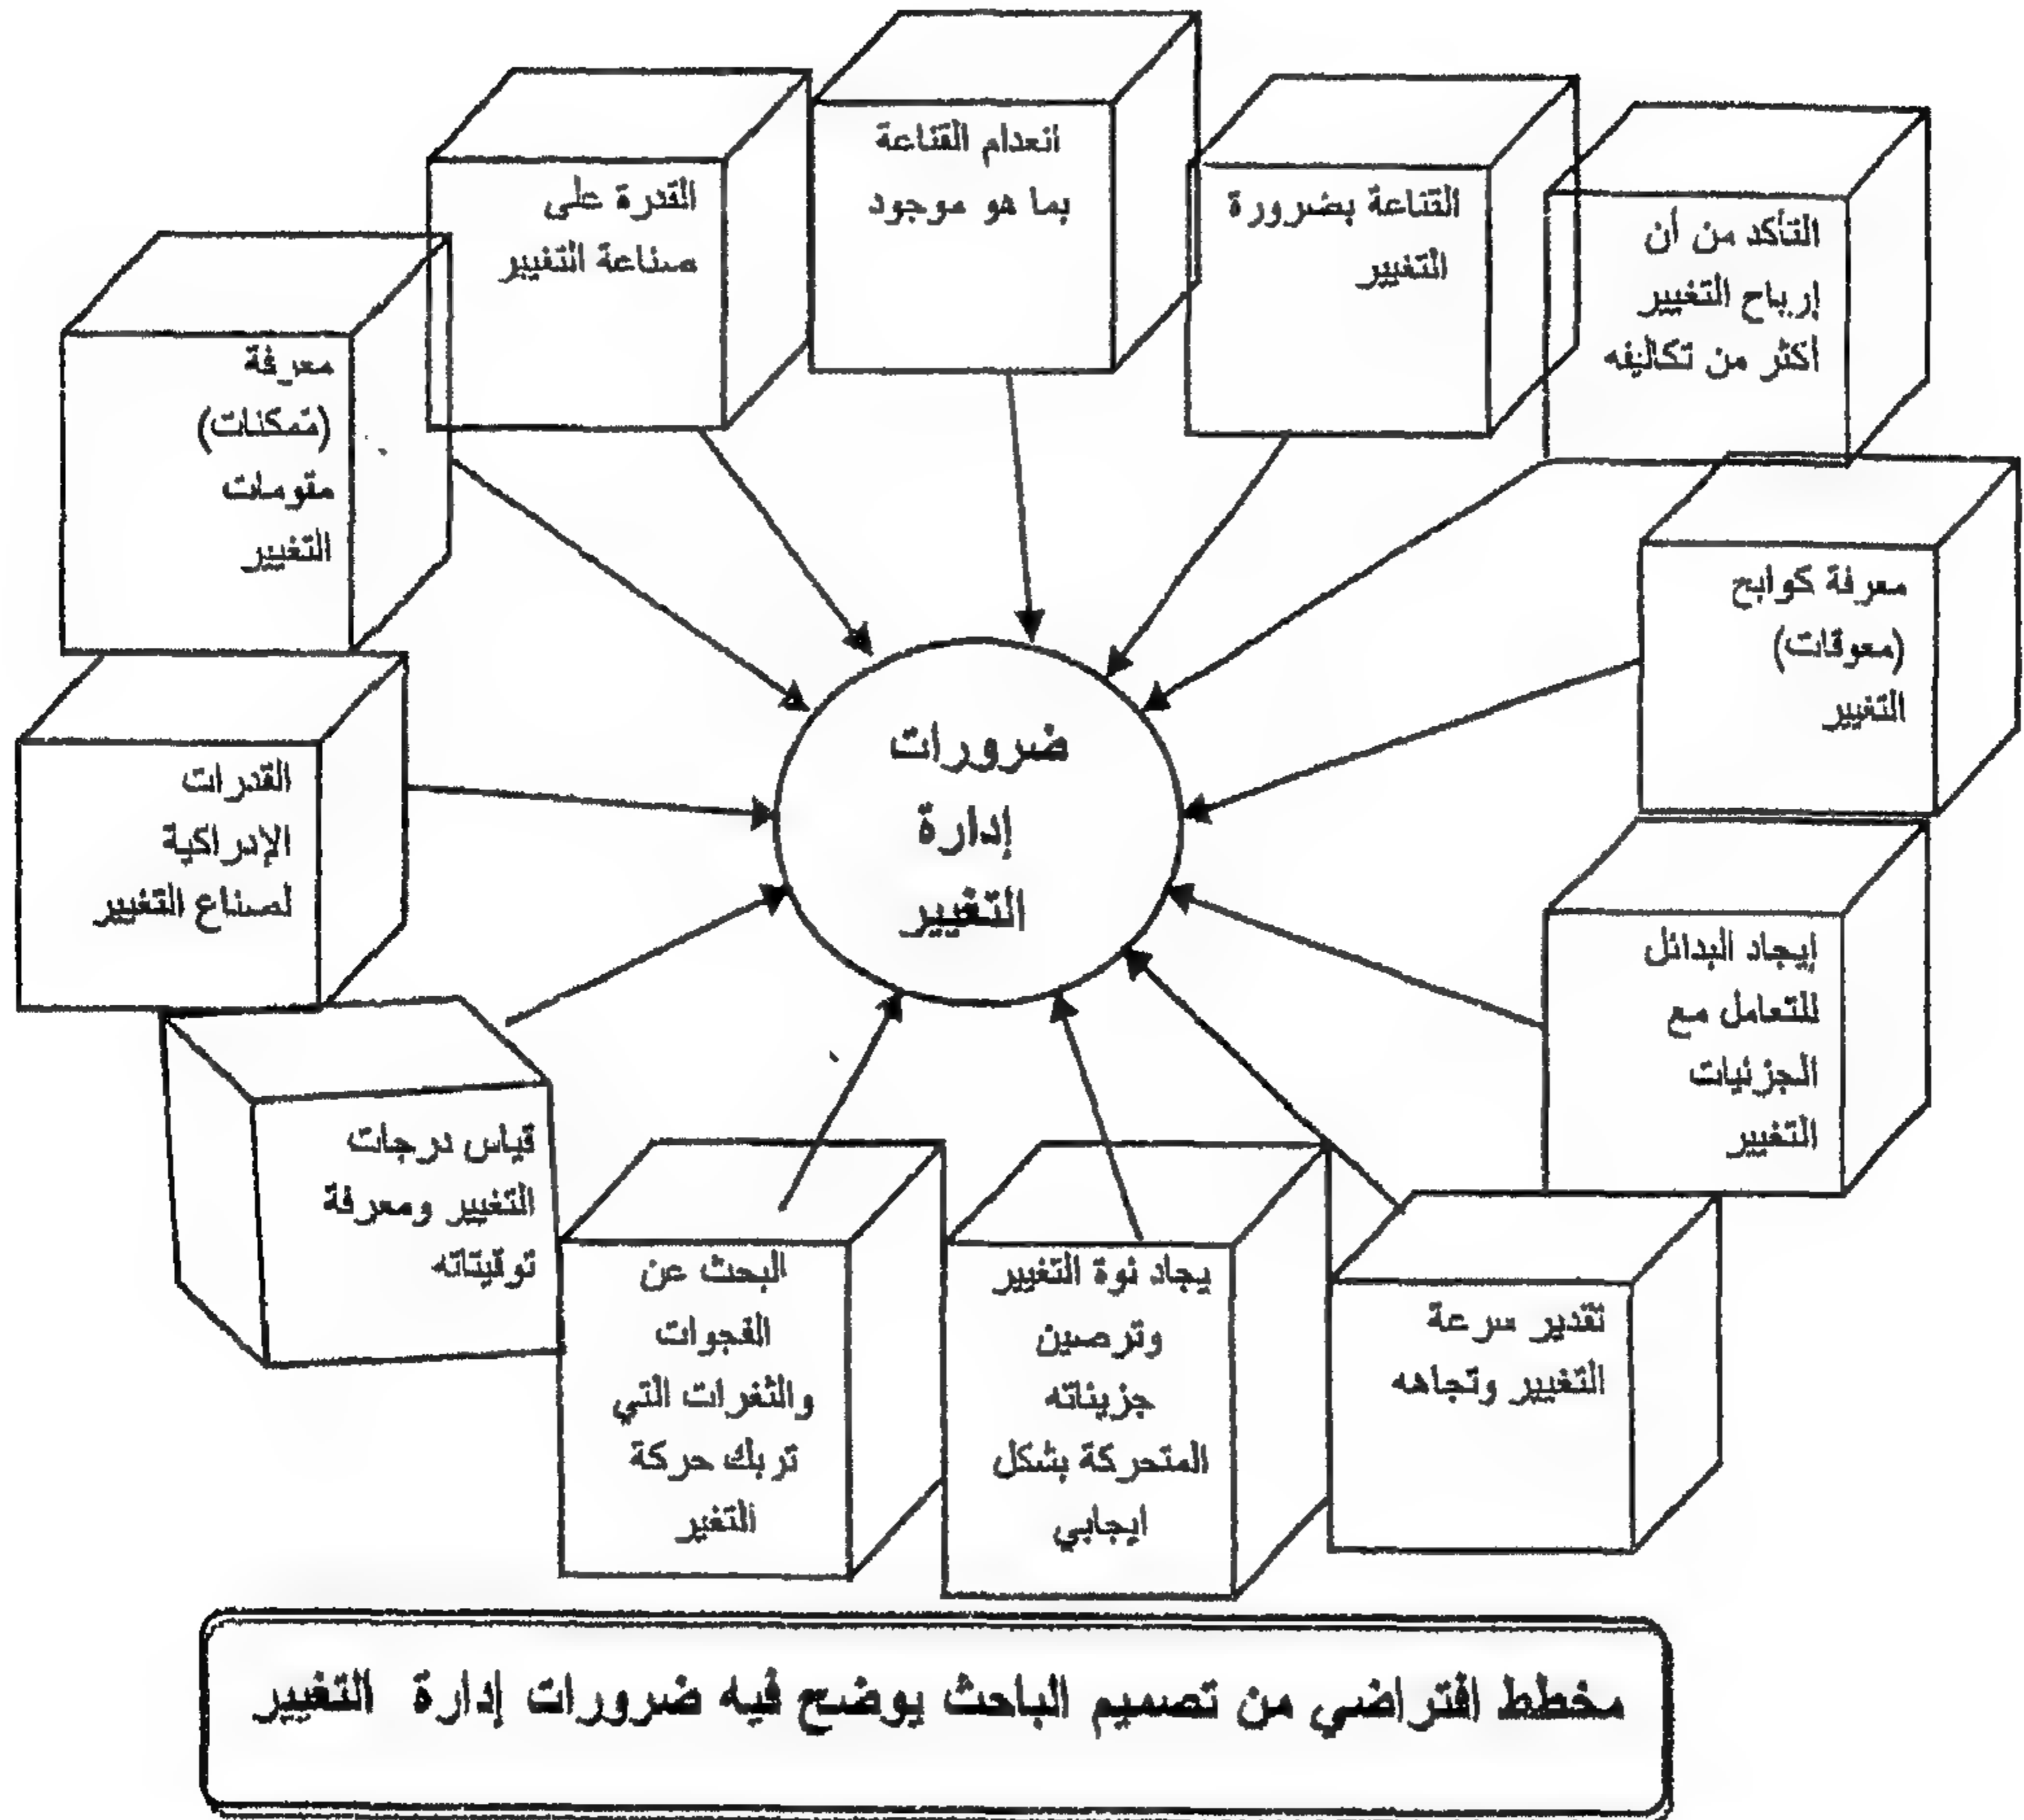 انعدام القناعة
بما هو موجود
القناعة بضرورة
التغيير
التأكد من أن
إرباح التغيير
أكثر من تكاليفه
معرفة كوابح
(معوقات)
التغيير
إيجاد البدائل
للتعامل مع
الجزئيات
التغيير
تقدير سرعة
التغيير وتجاهه
يجاد نوة التغيير
وترصين
جزيئاته
المتحركة بشكل
ايجابي
البحث عن
الفجوات
والثغرات التي
تربك حركة
التغير
قياس درجات
التغيير ومعرفة
توقيتاته
القدرات
الإدراكية
لصناع التغيير
معرفة
(ممكنات)
مقومات
التغيير
القدرة على
صناعة التغيير
ضرورات
إدارة
التغيير
مخطط افتراضي من تصميم الباحث يوضح فيه ضرورات إدارة التغيير